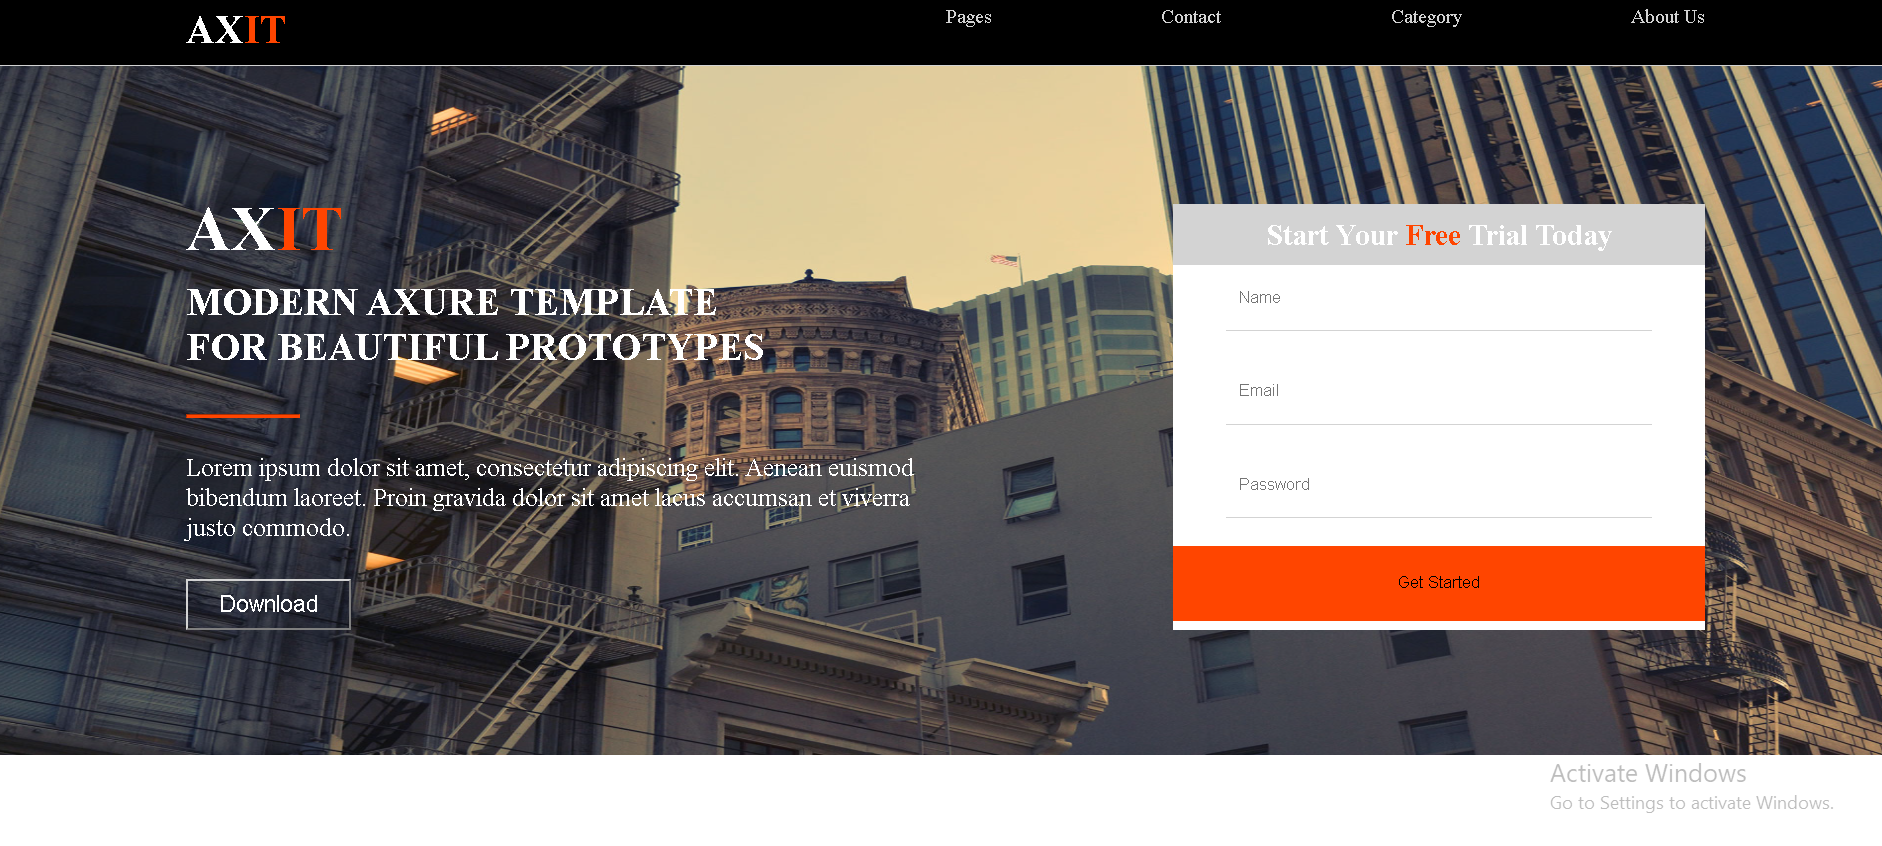 AXIT
Pages
Contact
Category
About Us
AXIT
MODERN AXURE TEMPLATE
FOR BEAUTIFUL PROTOTYPES
Lorem ipsum dolor sit amet, consectetur adipiscing elit. Aenean euismod
bibendum laoreet. Proin gravida dolor sit amet lacus accumsan et viverra
justo commodo.
Download
Start Your Free Trial Today
Name
Email
Password
Get Started
Activate Windows
Go to Settings to activate Windows.